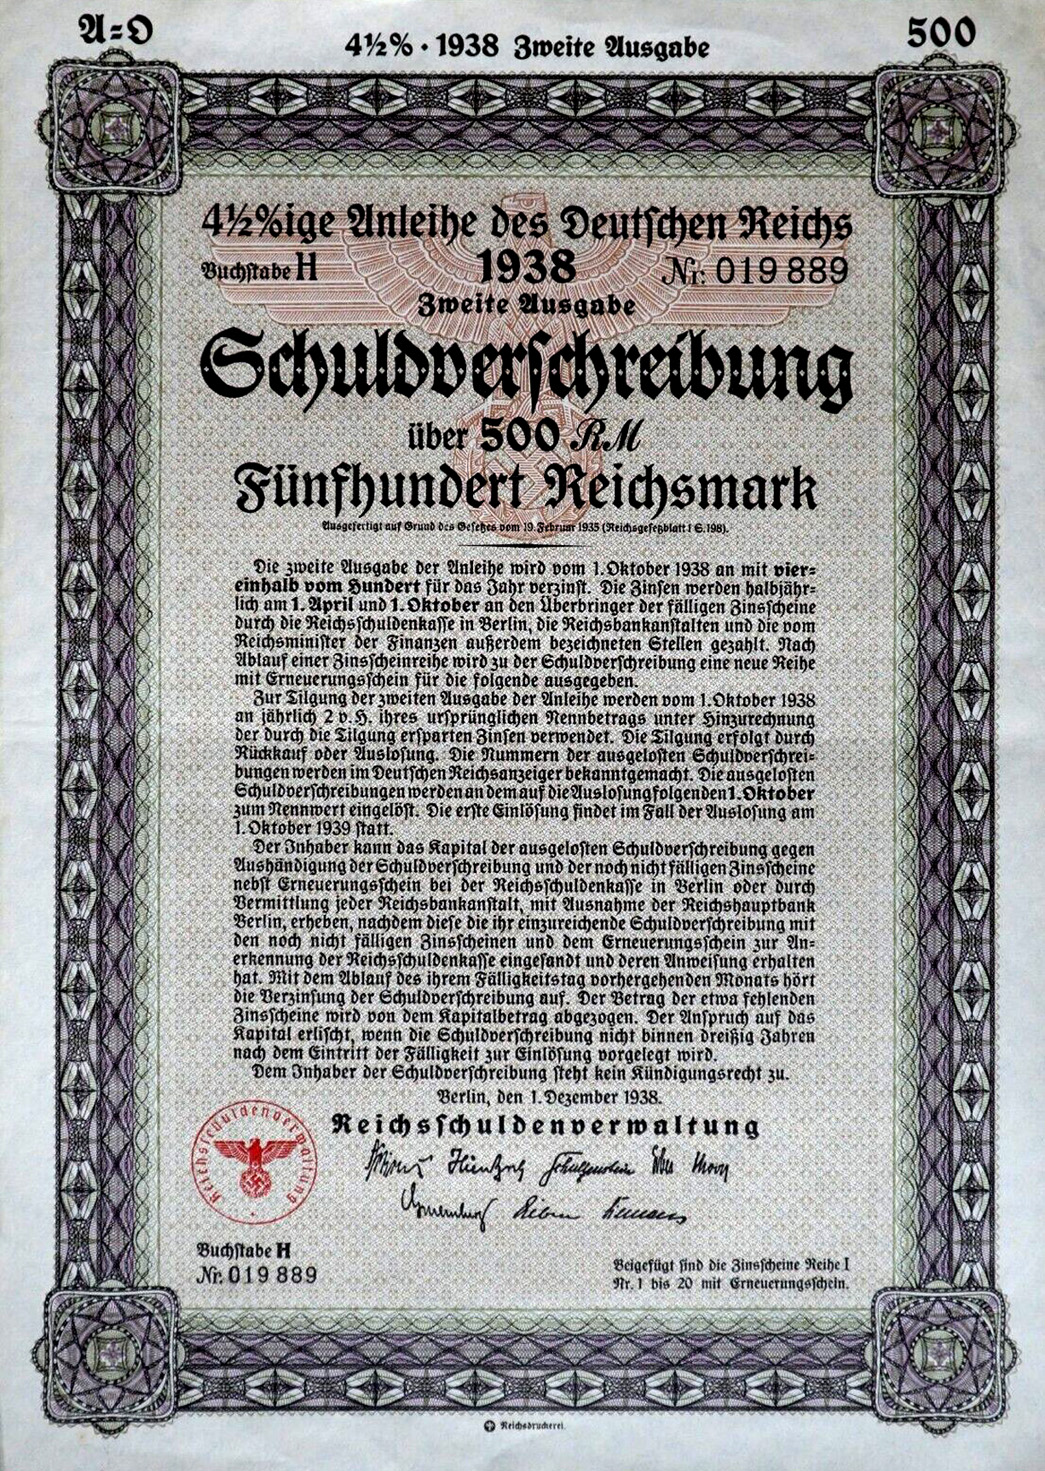 A=O
4½% · 1938 Zweite Ausgabe
500
4½%ige Anleihe des Deutſchen Reichs
Buchſtabe H 1938 Nr. 019 889
Zweite Ausgabe
Schuldverſchreibung
über 500 RM
Fünfhundert Reichsmark
Ausgefertigt auf Grund des Geſetzes vom 19. Februar 1935 (Reichsgeſetzblatt I S. 198).
Die zweite Ausgabe der Anleihe wird vom 1. Oktober 1938 an mit vier=
einhalb vom Hundert für das Jahr verzinſt. Die Zinſen werden halbjähr=
lich am 1. April und 1. Oktober an den Überbringer der fälligen Zinsſcheine
durch die Reichsſchuldenkaſſe in Berlin, die Reichsbankanſtalten und die vom
Reichsminiſter der Finanzen außerdem bezeichneten Stellen gezahlt. Nach
Ablauf einer Zinsſcheinreihe wird zu der Schuldverſchreibung eine neue Reihe
mit Erneuerungsſchein für die folgende ausgegeben.
Zur Tilgung der zweiten Ausgabe der Anleihe werden vom 1. Oktober 1938
an jährlich 2 v. H. ihres urſprünglichen Nennbetrags unter Hinzurechnung
der durch die Tilgung erſparten Zinſen verwendet. Die Tilgung erfolgt durch
Rückkauf oder Ausloſung. Die Nummern der ausgeloſten Schuldverſchrei=
bungen werden im Deutſchen Reichsanzeiger bekanntgemacht. Die ausgeloſten
Schuldverſchreibungen werden an dem auf die Ausloſung folgenden 1. Oktober
zum Nennwert eingelöſt. Die erſte Einlöſung findet im Fall der Ausloſung am
1. Oktober 1939 ſtatt.
Der Inhaber kann das Kapital der ausgeloſten Schuldverſchreibung gegen
Aushändigung der Schuldverſchreibung und der noch nicht fälligen Zinsſcheine
nebſt Erneuerungsſchein bei der Reichsſchuldenkaſſe in Berlin oder durch
Vermittlung jeder Reichsbankanſtalt, mit Ausnahme der Reichshauptbank
Berlin, erheben, nachdem dieſe die ihr einzureichende Schuldverſchreibung mit
den noch nicht fälligen Zinsſcheinen und dem Erneuerungsſchein zur An=
erkennung der Reichsſchuldenkaſſe eingeſandt und deren Anweiſung erhalten
hat. Mit dem Ablauf des ihrem Fälligkeitstag vorhergehenden Monats hört
die Verzinſung der Schuldverſchreibung auf. Der Betrag der etwa fehlenden
Zinsſcheine wird von dem Kapitalbetrag abgezogen. Der Anſpruch auf das
Kapital erliſcht, wenn die Schuldverſchreibung nicht binnen dreißig Jahren
nach dem Eintritt der Fälligkeit zur Einlöſung vorgelegt wird.
Dem Inhaber der Schuldverſchreibung ſteht kein Kündigungsrecht zu.
Berlin, den 1. Dezember 1938.
Reichsſchuldenverwaltung
Reichsſchuldenverwaltung
Buchſtabe H
Nr. 019 889
Beigefügt ſind die Zinsſcheine Reihe I
Nr. 1 bis 20 mit Erneuerungsſchein.
Reichsdruckerei.